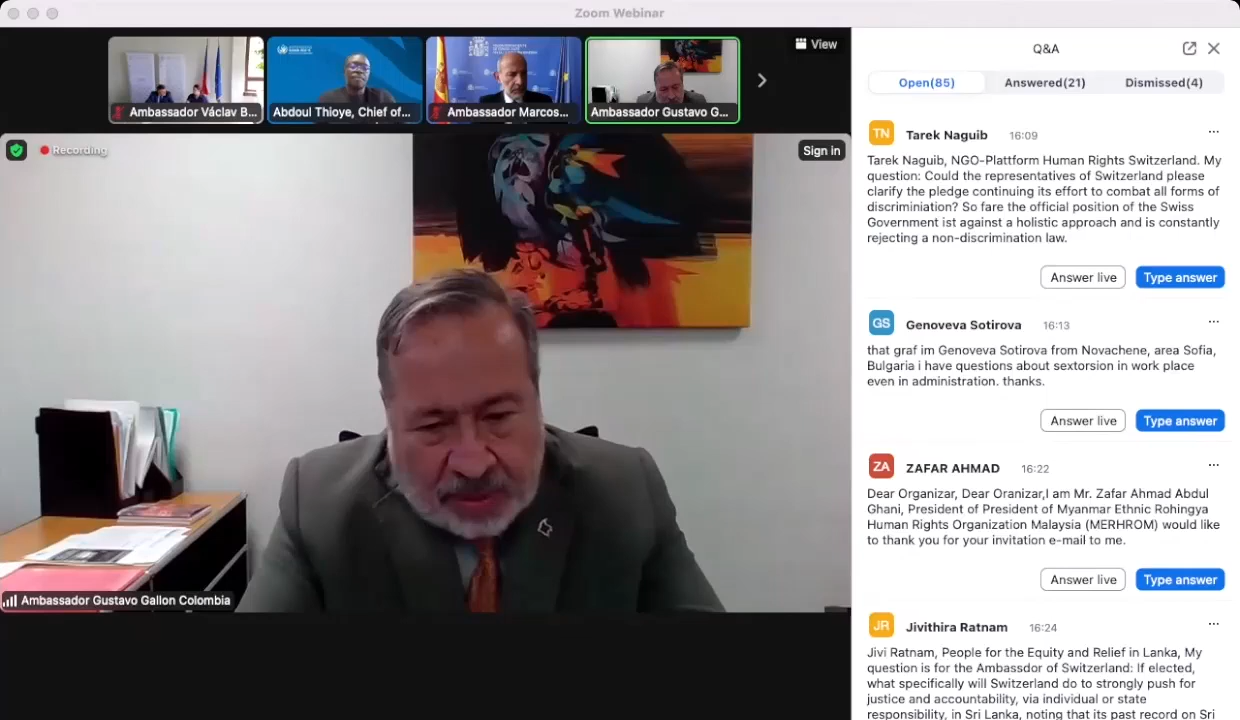 Zoom Webinar
Ambassador Václav B...
Abdoul Thioye, Chief of...
Ambassador Marcos...
Ambassador Gustavo G...
View
Recording
Sign in
Ambassador Gustavo Gallon Colombia
Q&A
Open(85)
Answered(21)
Dismissed(4)
TN
Tarek Naguib
16:09
Tarek Naguib, NGO-Plattform Human Rights Switzerland. My
question: Could the representatives of Switzerland please
clarify the pledge continuing its effort to combat all forms of
discriminiation? So fare the official position of the Swiss
Government ist against a holistic approach and is constantly
rejecting a non-discrimination law.
Answer live
Type answer
GS
Genoveva Sotirova
16:13
that graf im Genoveva Sotirova from Novachene, area Sofia,
Bulgaria i have questions about sextorsion in work place
even in administration. thanks.
Answer live
Type answer
ZA
ZAFAR AHMAD
16:22
Dear Organizar, Dear Oranizar,I am Mr. Zafar Ahmad Abdul
Ghani, President of President of Myanmar Ethnic Rohingya
Human Rights Organization Malaysia (MERHROM) would like
to thank you for your invitation e-mail to me.
Answer live
Type answer
JR
Jivithira Ratnam
16:24
Jivi Ratnam, People for the Equity and Relief in Lanka, My
question is for the Ambassdor of Switzerland: If elected,
what specifically will Switzerland do to strongly push for
justice and accountability, via individual or state
responsibility, in Sri Lanka, noting that its past record on Sri